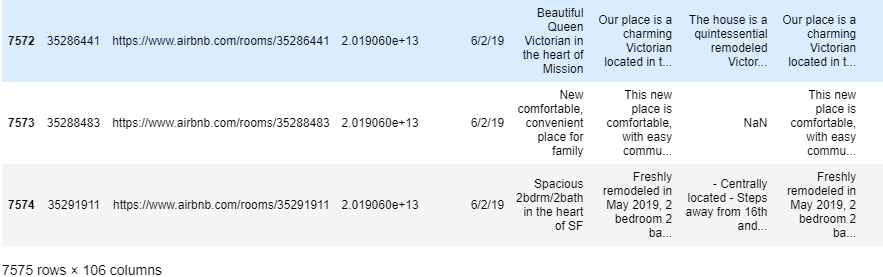 7572 35286441 https://www.airbnb.com/rooms/35286441 2.019060e+13 6/2/19 Beautiful Queen Victorian in the heart of Mission Our place is a charming Victorian located in t... The house is a quintessential remodeled Victor... Our place is a charming Victorian located in t...
7573 35288483 https://www.airbnb.com/rooms/35288483 2.019060e+13 6/2/19 New comfortable, convenient place for family This new place is comfortable, with easy commu... NaN This new place is comfortable, with easy commu...
7574 35291911 https://www.airbnb.com/rooms/35291911 2.019060e+13 6/2/19 Spacious 2bdrm/2bath in the heart of SF Freshly remodeled in May 2019, 2 bedroom 2 ba... - Centrally located - Steps away from 16th and... Freshly remodeled in May 2019, 2 bedroom 2 ba...
7575 rows × 106 columns